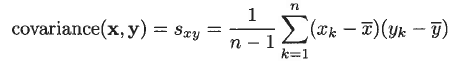 covariance(x, y) = s_{xy} = \frac{1}{n-1} \sum_{k=1}^{n} (x_k - \overline{x})(y_k - \overline{y})